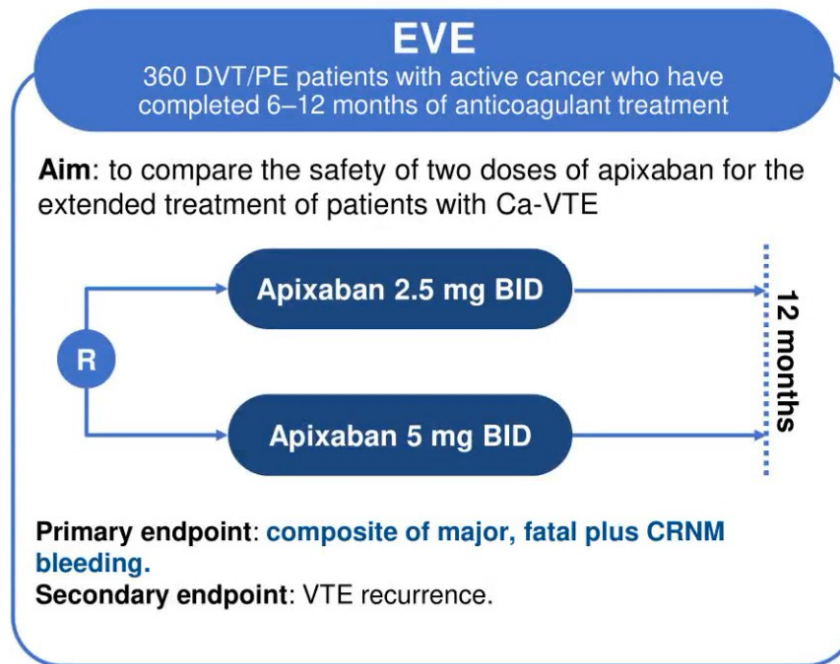 EVE
360 DVT/PE patients with active cancer who have
completed 6–12 months of anticoagulant treatment
Aim: to compare the safety of two doses of apixaban for the
extended treatment of patients with Ca-VTE
Apixaban 2.5 mg BID
R
12 months
Apixaban 5 mg BID
Primary endpoint: composite of major, fatal plus CRNM
bleeding.
Secondary endpoint: VTE recurrence.